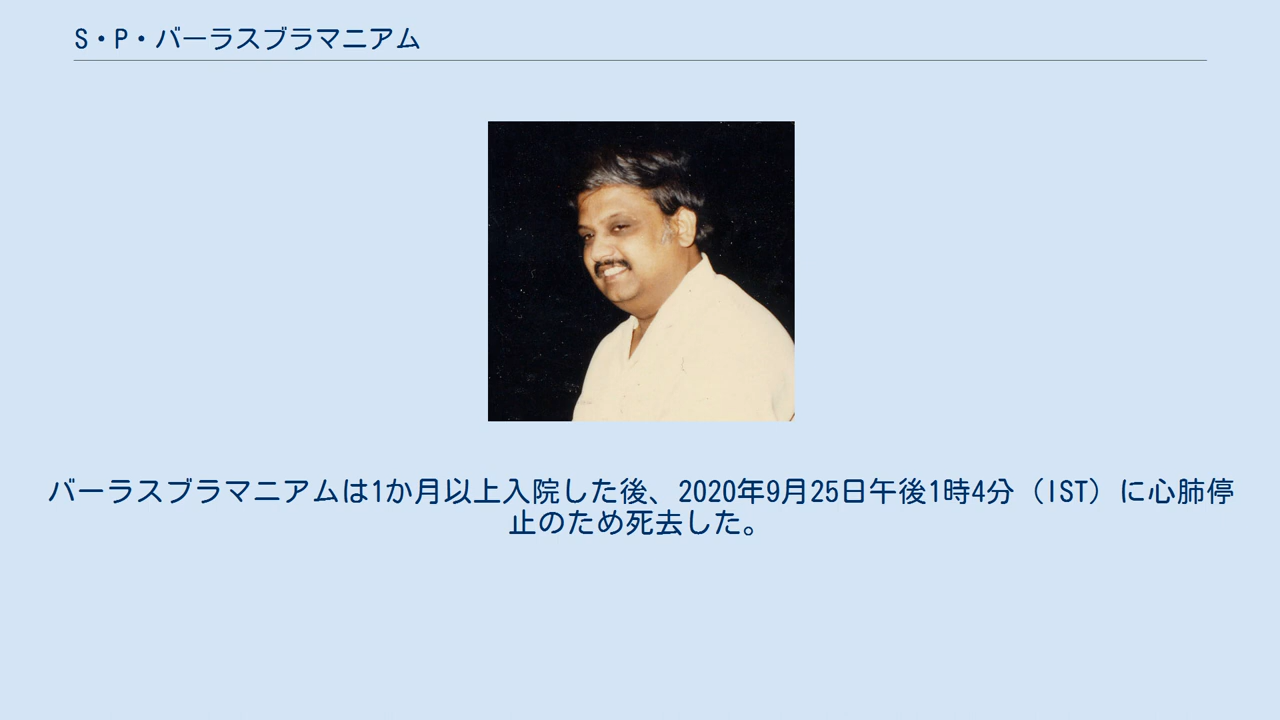 S・P・バーラスブラマニアム
バーラスブラマニアムは1か月以上入院した後、2020年9月25日午後1時4分（IST）に心肺停
止のため死去した。